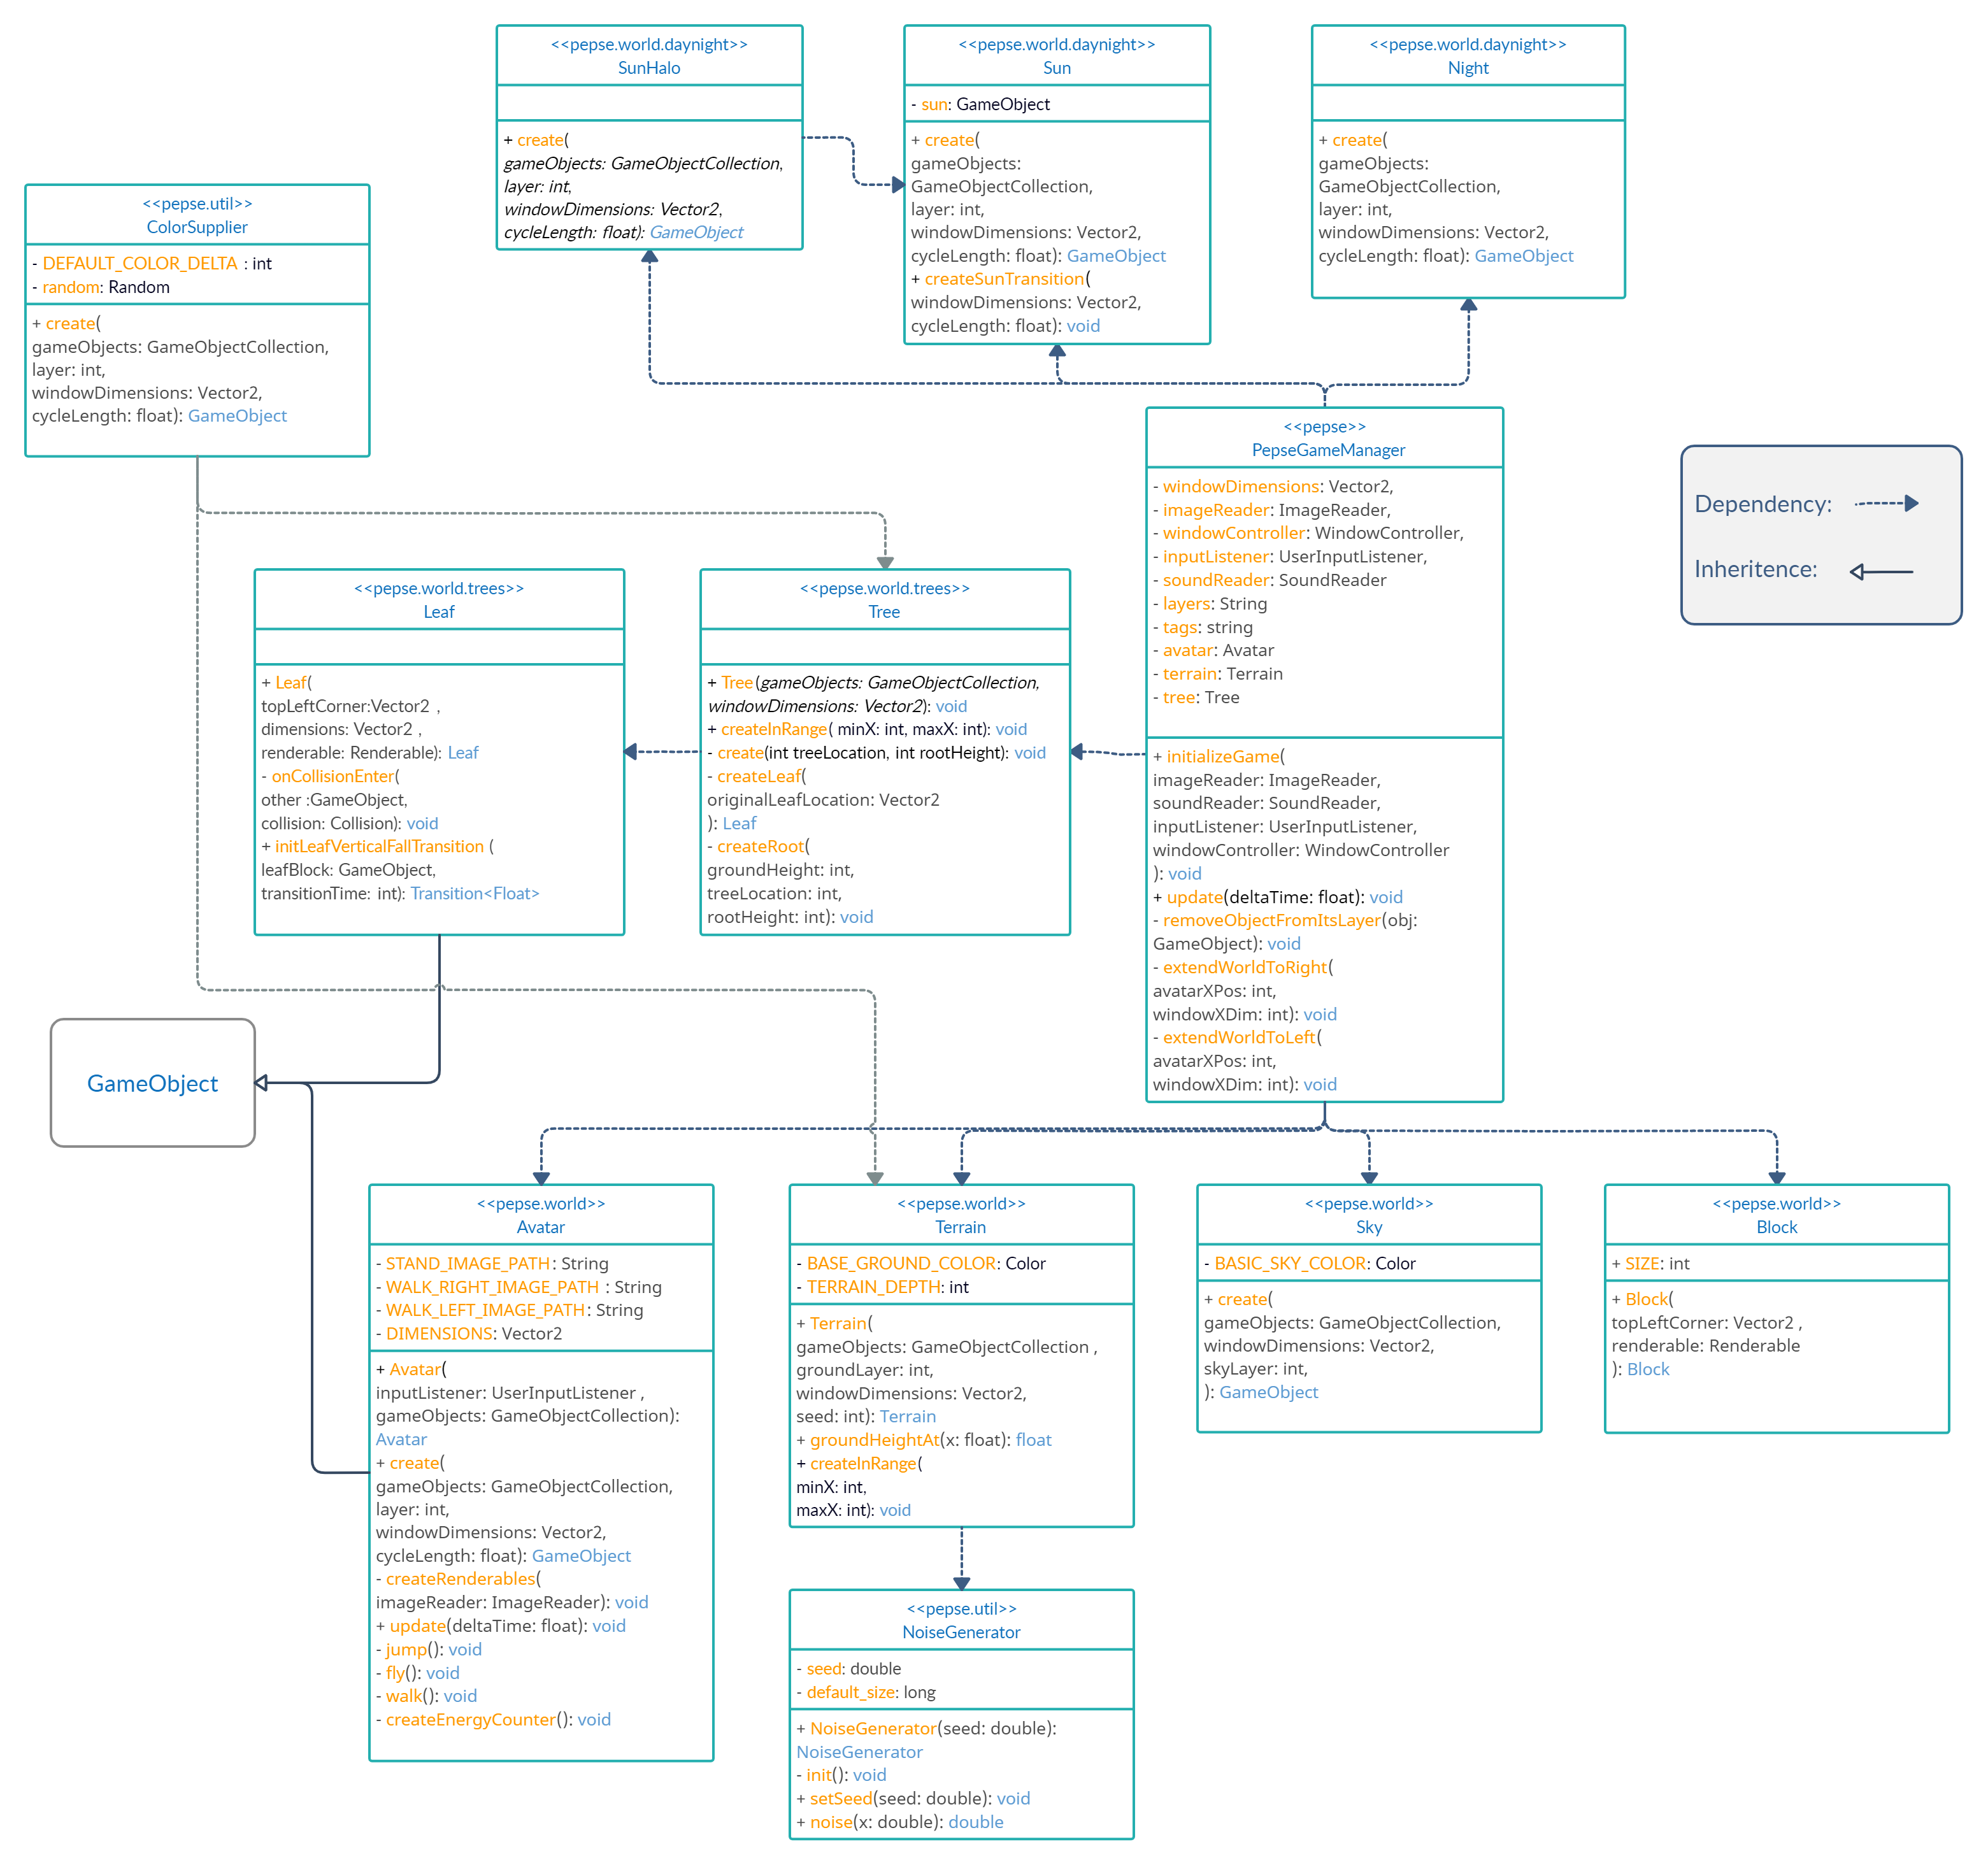 <<pepse.world.daynight>>
SunHalo
+ create(
gameObjects: GameObjectCollection,
layer: int,
windowDimensions: Vector2,
cycleLength: float): GameObject
<<pepse.world.daynight>>
Sun
- sun: GameObject
+ create(
gameObjects:
GameObjectCollection,
layer: int,
windowDimensions: Vector2,
cycleLength: float): GameObject
+ createSunTransition(
windowDimensions: Vector2,
cycleLength: float): void
<<pepse.world.daynight>>
Night
+ create(
gameObjects:
GameObjectCollection,
layer: int,
windowDimensions: Vector2,
cycleLength: float): GameObject
<<pepse.util>>
ColorSupplier
- DEFAULT_COLOR_DELTA : int
- random: Random
+ create(
gameObjects: GameObjectCollection,
layer: int,
windowDimensions: Vector2,
cycleLength: float): GameObject
<<pepse>>
PepseGameManager
- windowDimensions: Vector2,
- imageReader: ImageReader,
- windowController: WindowController,
- inputListener: UserInputListener,
- soundReader: SoundReader
- layers: String
- tags: string
- avatar: Avatar
- terrain: Terrain
- tree: Tree
+ initializeGame(
imageReader: ImageReader,
soundReader: SoundReader,
inputListener: UserInputListener,
windowController: WindowController
): void
+ update(deltaTime: float): void
- removeObjectFromItsLayer(obj:
GameObject): void
- extendWorldToRight(
avatarXPos: int,
windowXDim: int): void
- extendWorldToLeft(
avatarXPos: int,
windowXDim: int): void
Dependency:
Inheritence:
<<pepse.world.trees>>
Leaf
+ Leaf(
topLeftCorner:Vector2 ,
dimensions: Vector2 ,
renderable: Renderable): Leaf
- onCollisionEnter(
other :GameObject,
collision: Collision): void
+ initLeafVerticalFallTransition (
leafBlock: GameObject,
transitionTime: int): Transition<Float>
<<pepse.world.trees>>
Tree
+ Tree(gameObjects: GameObjectCollection,
windowDimensions: Vector2): void
+ createInRange( minX: int, maxX: int): void
- create(int treeLocation, int rootHeight): void
- createLeaf(
originalLeafLocation: Vector2
): Leaf
- createRoot(
groundHeight: int,
treeLocation: int,
rootHeight: int): void
GameObject
<<pepse.world>>
Avatar
- STAND_IMAGE_PATH: String
- WALK_RIGHT_IMAGE_PATH : String
- WALK_LEFT_IMAGE_PATH: String
- DIMENSIONS: Vector2
+ Avatar(
inputListener: UserInputListener ,
gameObjects: GameObjectCollection):
Avatar
+ create(
gameObjects: GameObjectCollection,
layer: int,
windowDimensions: Vector2,
cycleLength: float): GameObject
- createRenderables(
imageReader: ImageReader): void
+ update(deltaTime: float): void
- jump(): void
- fly(): void
- walk(): void
- createEnergyCounter(): void
<<pepse.world>>
Terrain
- BASE_GROUND_COLOR: Color
- TERRAIN_DEPTH: int
+ Terrain(
gameObjects: GameObjectCollection ,
groundLayer: int,
windowDimensions: Vector2,
seed: int): Terrain
+ groundHeightAt(x: float): float
+ createInRange(
minX: int,
maxX: int): void
<<pepse.world>>
Sky
- BASIC_SKY_COLOR: Color
+ create(
gameObjects: GameObjectCollection,
windowDimensions: Vector2,
skyLayer: int,
): GameObject
<<pepse.world>>
Block
+ SIZE: int
+ Block(
topLeftCorner: Vector2 ,
renderable: Renderable
): Block
<<pepse.util>>
NoiseGenerator
- seed: double
- default_size: long
+ NoiseGenerator(seed: double):
NoiseGenerator
- init(): void
+ setSeed(seed: double): void
+ noise(x: double): double